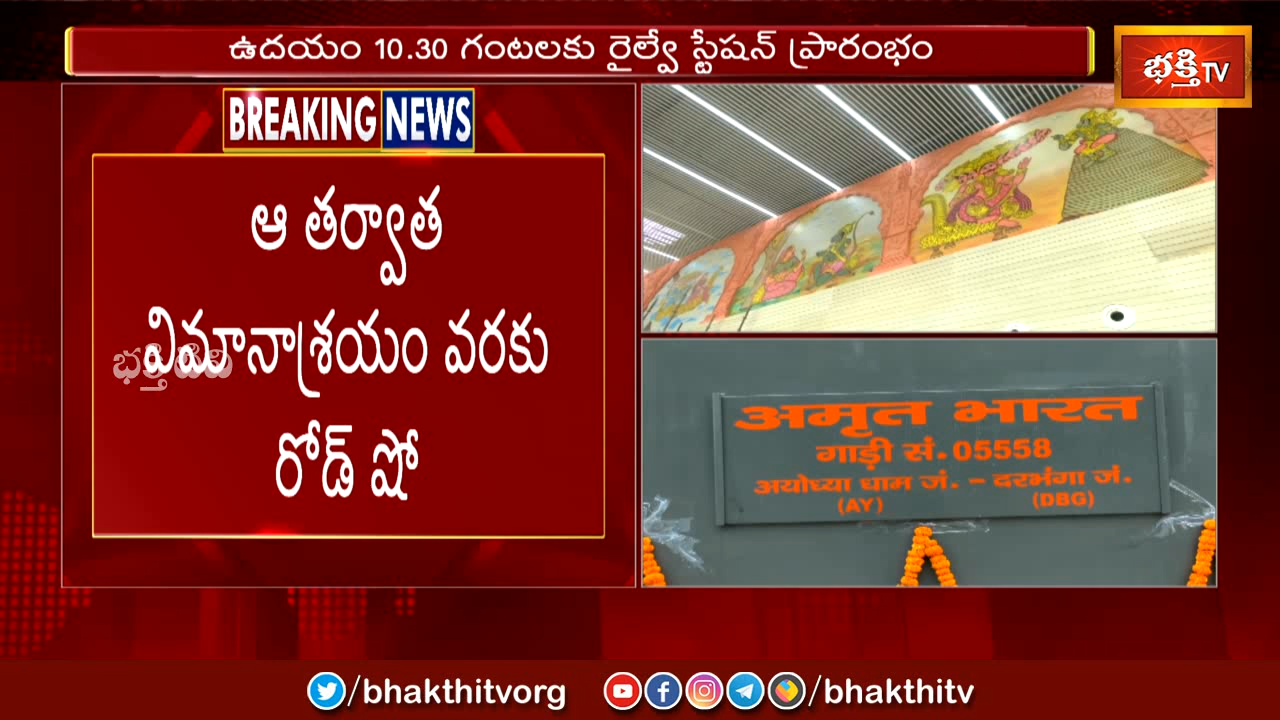 ఉదయం 10.30 గంటలకు రైల్వే స్టేషన్ ప్రారంభం
భక్తి TV
BREAKING NEWS
ఆ తర్వాత
విమానాశ్రయం వరకు
రోడ్ షో
భక్తి టీవీ
अमृत भारत
गाड़ी सं. 05558
अयोध्या धाम जं. - दरभंगा जं.
(AY) (DBG)
/bhakthitvorg /bhakthitv